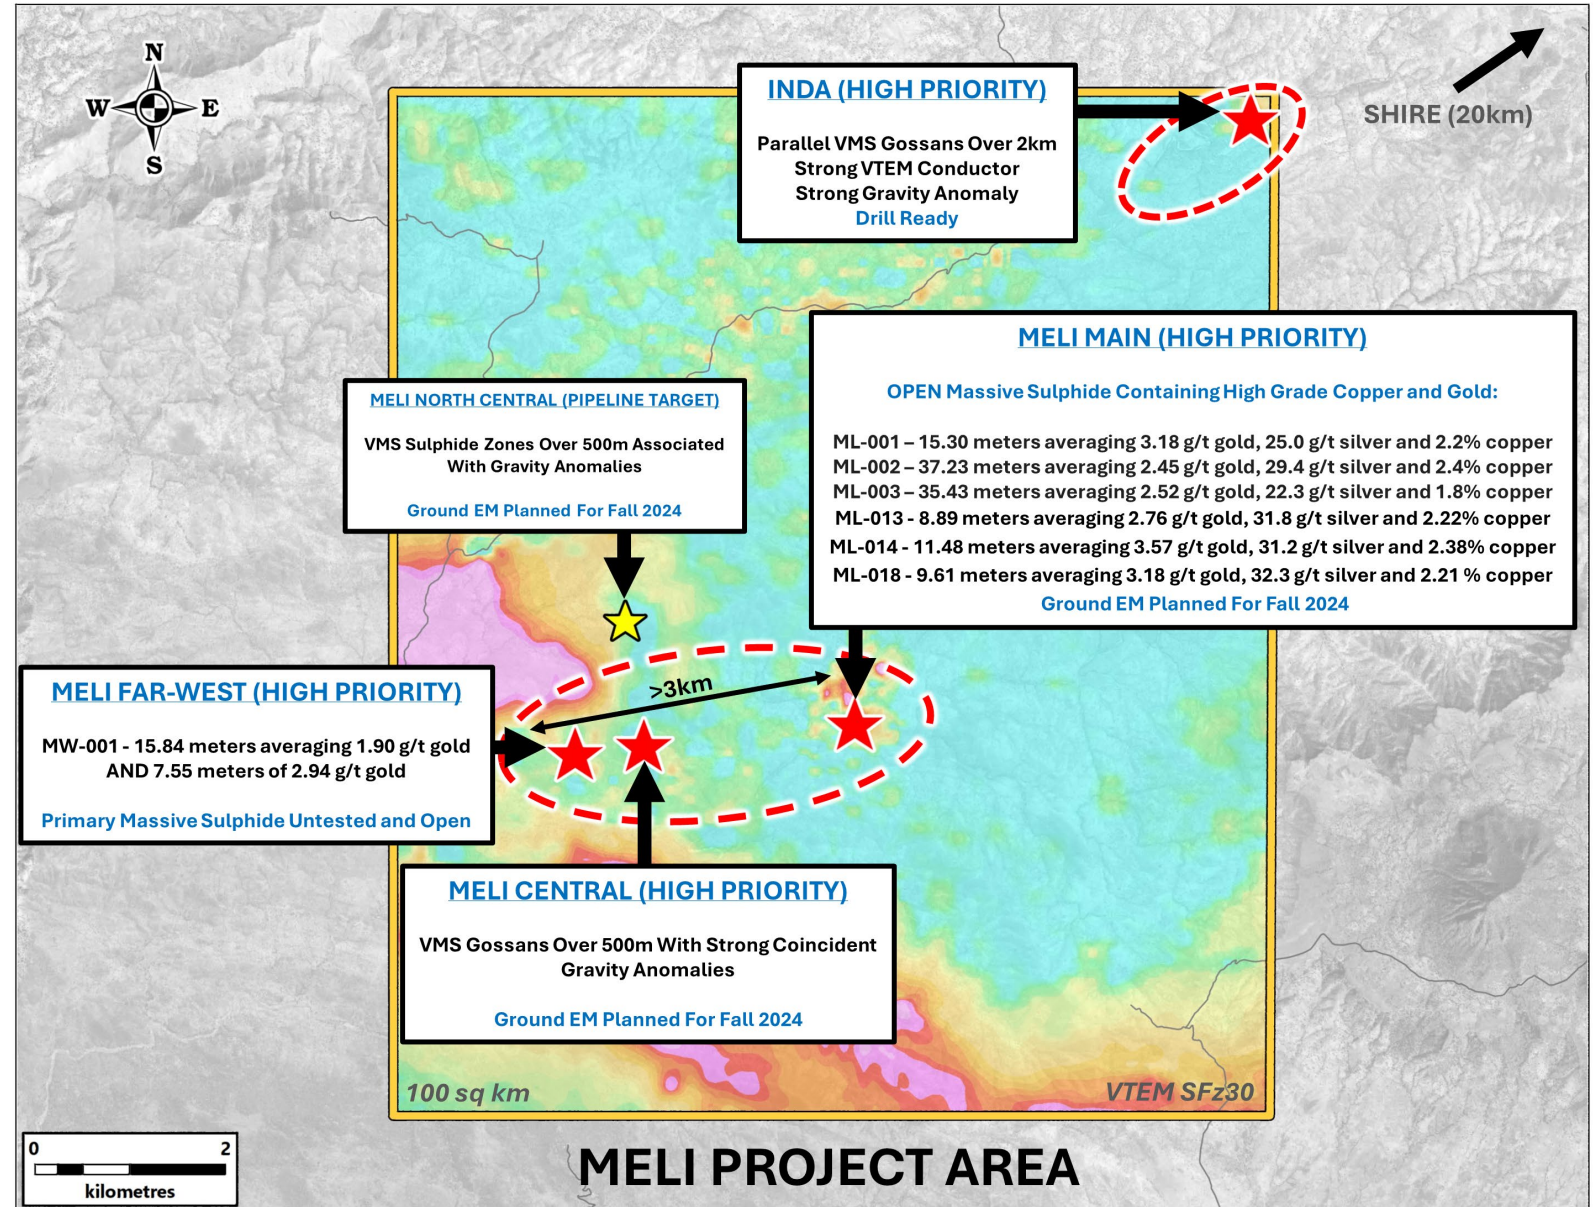 N
W E
S
INDA (HIGH PRIORITY)
Parallel VMS Gossans Over 2km
Strong VTEM Conductor
Strong Gravity Anomaly
Drill Ready
SHIRE (20km)
MELI MAIN (HIGH PRIORITY)
OPEN Massive Sulphide Containing High Grade Copper and Gold:
ML-001 – 15.30 meters averaging 3.18 g/t gold, 25.0 g/t silver and 2.2% copper
ML-002 – 37.23 meters averaging 2.45 g/t gold, 29.4 g/t silver and 2.4% copper
ML-003 – 35.43 meters averaging 2.52 g/t gold, 22.3 g/t silver and 1.8% copper
ML-013 - 8.89 meters averaging 2.76 g/t gold, 31.8 g/t silver and 2.22% copper
ML-014 - 11.48 meters averaging 3.57 g/t gold, 31.2 g/t silver and 2.38% copper
ML-018 - 9.61 meters averaging 3.18 g/t gold, 32.3 g/t silver and 2.21 % copper
Ground EM Planned For Fall 2024
MELI NORTH CENTRAL (PIPELINE TARGET)
VMS Sulphide Zones Over 500m Associated
With Gravity Anomalies
Ground EM Planned For Fall 2024
>3km
MELI FAR-WEST (HIGH PRIORITY)
MW-001 - 15.84 meters averaging 1.90 g/t gold
AND 7.55 meters of 2.94 g/t gold
Primary Massive Sulphide Untested and Open
MELI CENTRAL (HIGH PRIORITY)
VMS Gossans Over 500m With Strong Coincident
Gravity Anomalies
Ground EM Planned For Fall 2024
100 sq km
VTEM SFz30
0 2
kilometres
MELI PROJECT AREA